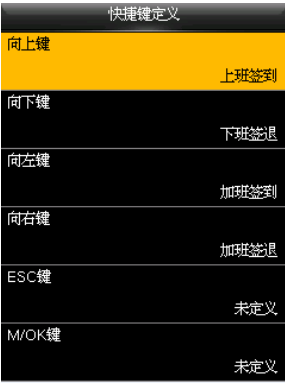 快捷键定义
向上键
上班签到
向下键
下班签退
向左键
加班签到
向右键
加班签退
ESC键
未定义
M/OK键
未定义